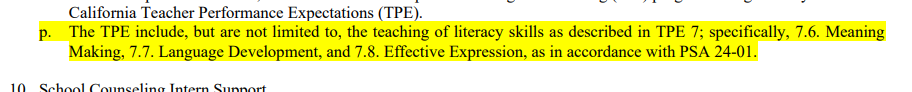 California Teacher Performance Expectations (TPE).
p. The TPE include, but are not limited to, the teaching of literacy skills as described in TPE 7; specifically, 7.6. Meaning
Making, 7.7. Language Development, and 7.8. Effective Expression, as in accordance with PSA 24-01.
10. School Counseling Intern Support